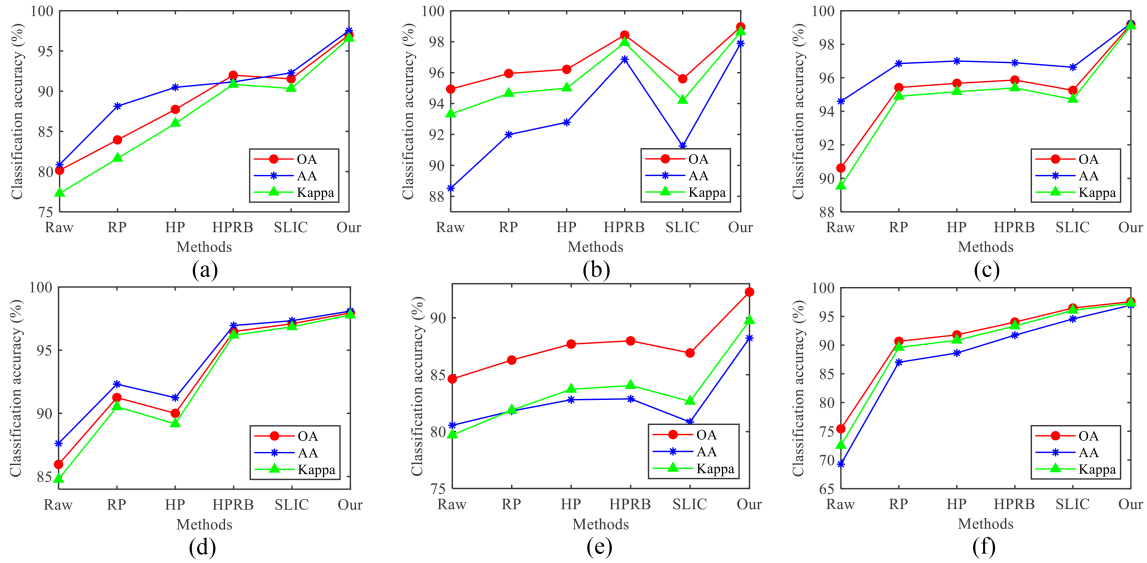 Classification accuracy (%)
100
95
90
85
80
75
OA
AA
Kappa
Raw RP HP HPRB SLIC Our
Methods
(a)
Classification accuracy (%)
100
98
96
94
92
90
88
OA
AA
Kappa
Raw RP HP HPRB SLIC Our
Methods
(b)
Classification accuracy (%)
100
98
96
94
92
90
88
OA
AA
Kappa
Raw RP HP HPRB SLIC Our
Methods
(c)
Classification accuracy (%)
100
95
90
85
OA
AA
Kappa
Raw RP HP HPRB SLIC Our
Methods
(d)
Classification accuracy (%)
90
85
80
75
OA
AA
Kappa
Raw RP HP HPRB SLIC Our
Methods
(e)
Classification accuracy (%)
100
95
90
85
80
75
70
65
OA
AA
Kappa
Raw RP HP HPRB SLIC Our
Methods
(f)